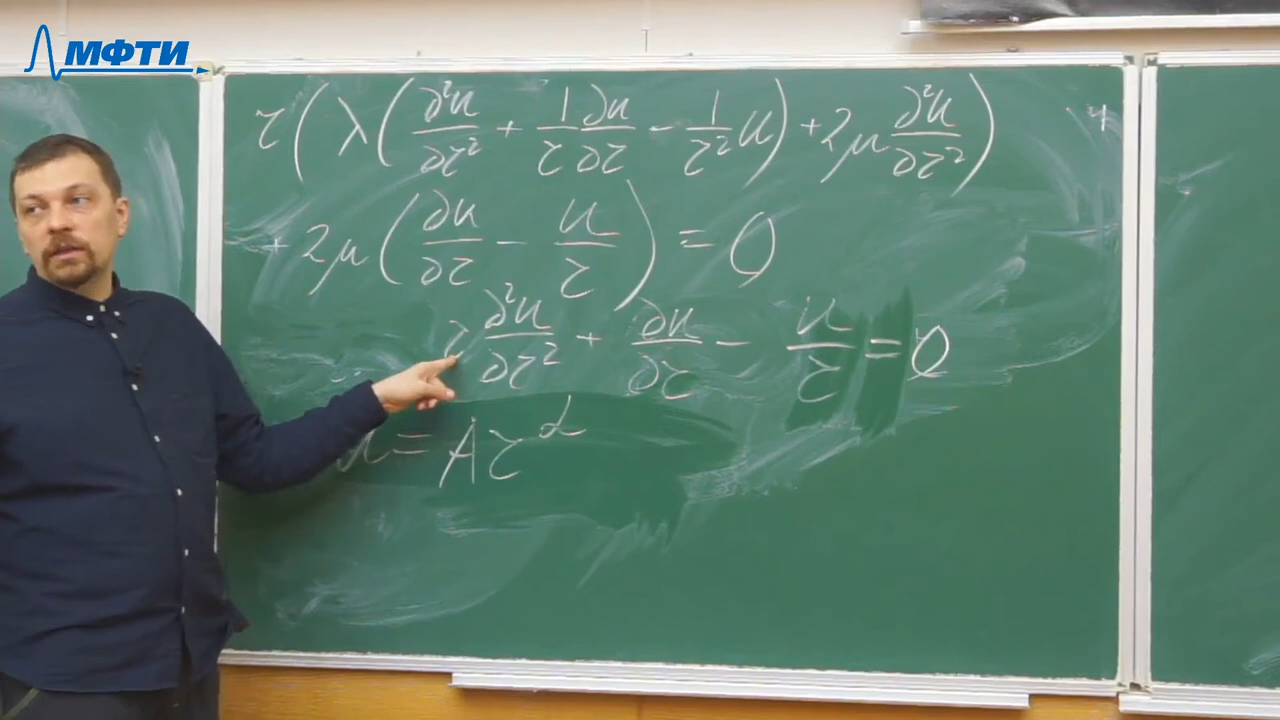 МФТИ
r(λ(∂²u/∂r² + 1/r ∂u/∂r - 1/r² u) + 2μ ∂²u/∂r²)
+ 2μ(∂u/∂r - u/r) = 0
r ∂²u/∂r² + ∂u/∂r - u/r = 0
u = Ar^α